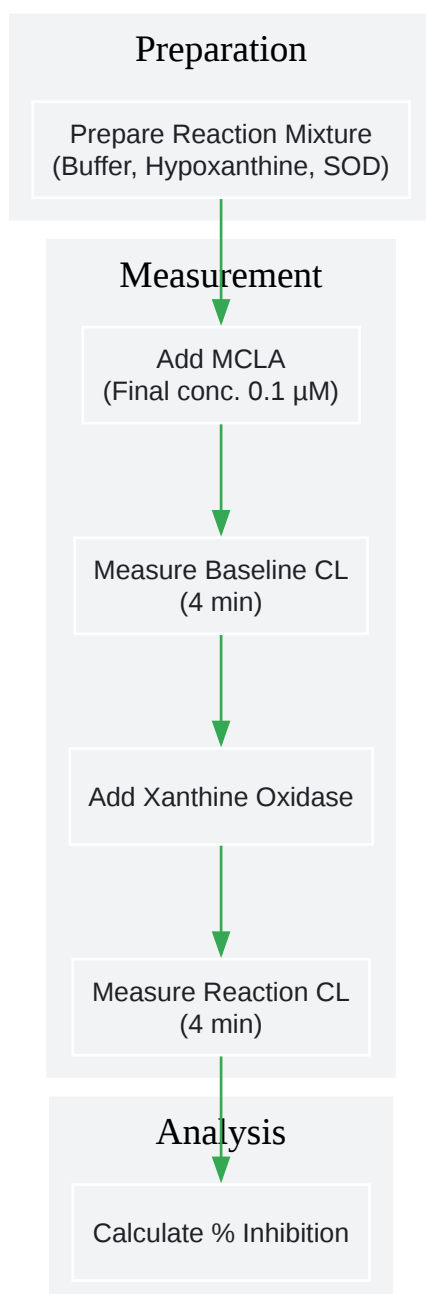 Preparation
Prepare Reaction Mixture
(Buffer, Hypoxanthine, SOD)
Measurement
Add MCLA
(Final conc. 0.1 µM)
Measure Baseline CL
(4 min)
Add Xanthine Oxidase
Measure Reaction CL
(4 min)
Analysis
Calculate % Inhibition